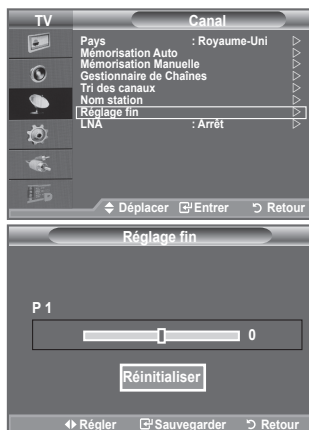 TV Canal
Pays : Royaume-Uni
Mémorisation Auto
Mémorisation Manuelle
Gestionnaire de Chaînes
Tri des canaux
Nom station
Réglage fin
LNA : Arrêt
Déplacer Entrer Retour
Réglage fin
P 1
0
Réinitialiser
Régler Sauvegarder Retour